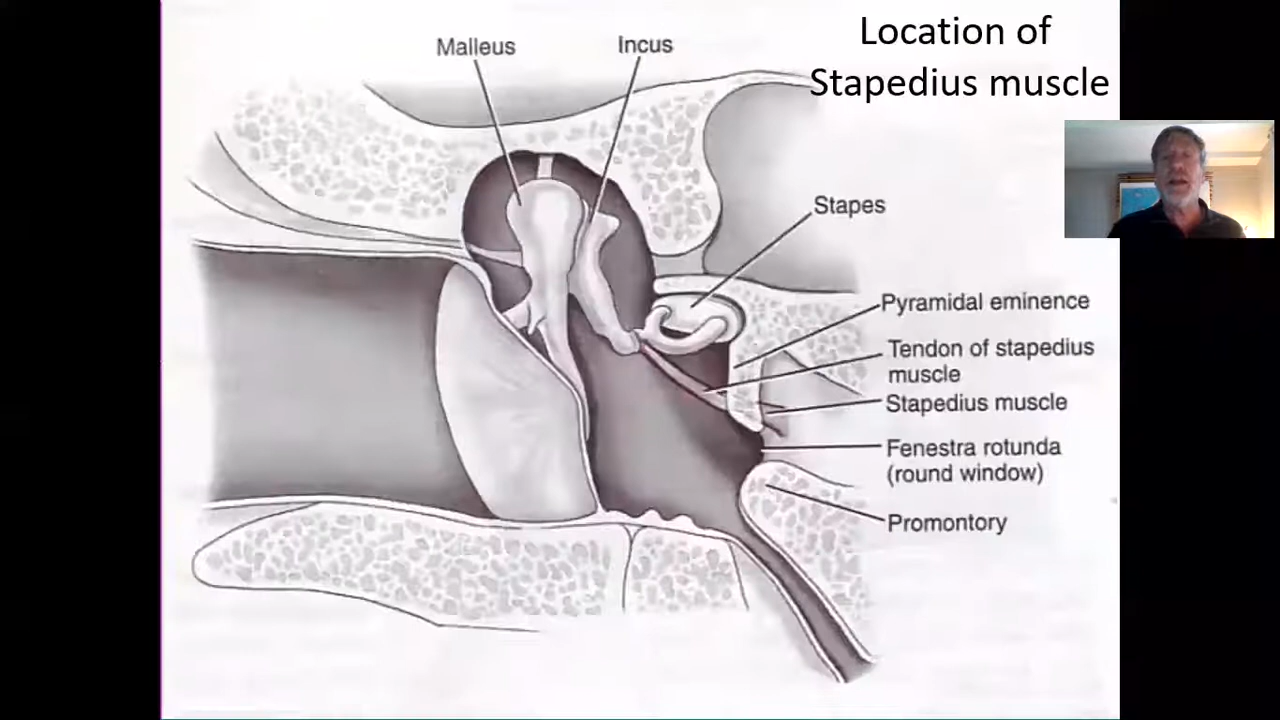 Location of
Stapedius muscle
Malleus
Incus
Stapes
Pyramidal eminence
Tendon of stapedius
muscle
Stapedius muscle
Fenestra rotunda
(round window)
Promontory